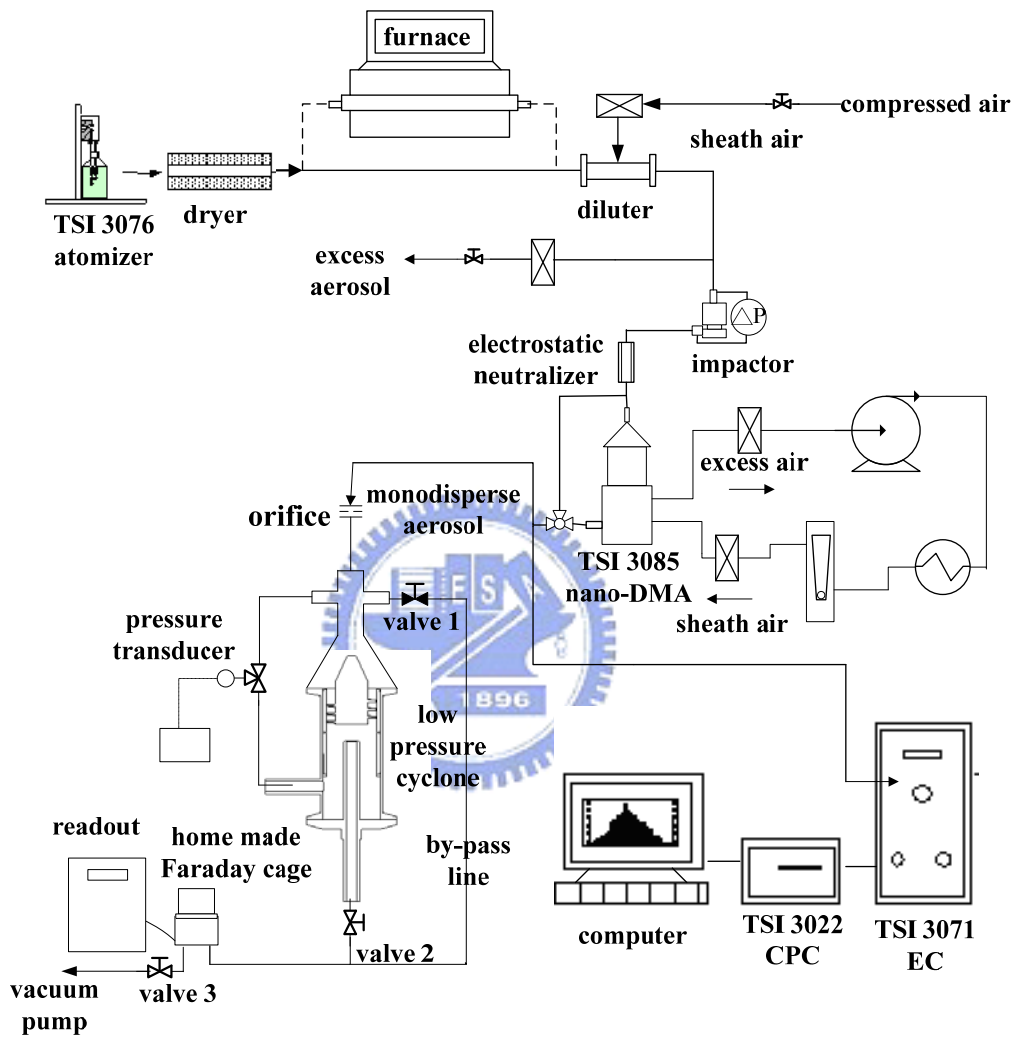 furnace
compressed air
sheath air
TSI 3076
atomizer
dryer
diluter
excess
aerosol
P
impactor
electrostatic
neutralizer
excess air
monodisperse
aerosol
orifice
TSI 3085
nano-DMA
sheath air
E S A
valve 1
pressure
transducer
1896
low
pressure
cyclone
readout
home made
Faraday cage
by-pass
line
valve 2
valve 3
vacuum
pump
computer
TSI 3022
CPC
TSI 3071
EC